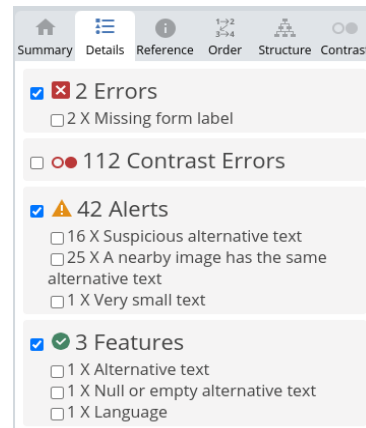 Summary Details Reference Order Structure Contrast
2 Errors
2 X Missing form label
112 Contrast Errors
42 Alerts
16 X Suspicious alternative text
25 X A nearby image has the same
alternative text
1 X Very small text
3 Features
1 X Alternative text
1 X Null or empty alternative text
1 X Language